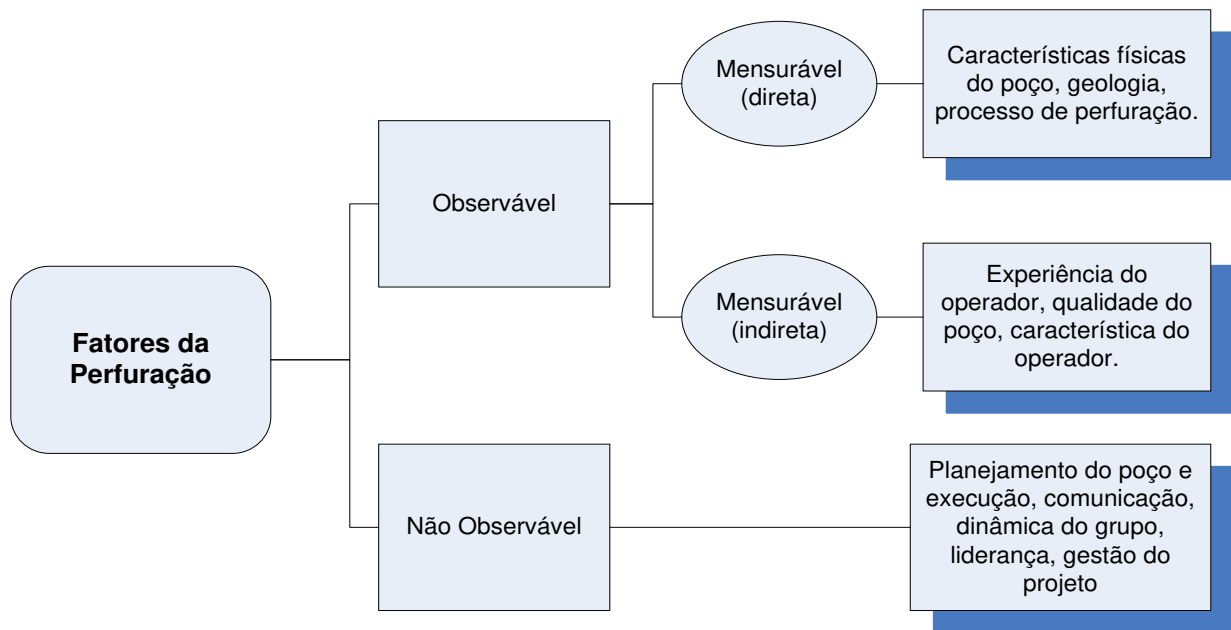 Fatores da
Perfuração
Observável
Mensurável
(direta)
Características físicas
do poço, geologia,
processo de perfuração.
Mensurável
(indireta)
Experiência do
operador, qualidade do
poço, característica do
operador.
Não Observável
Planejamento do poço e
execução, comunicação,
dinâmica do grupo,
liderança, gestão do
projeto